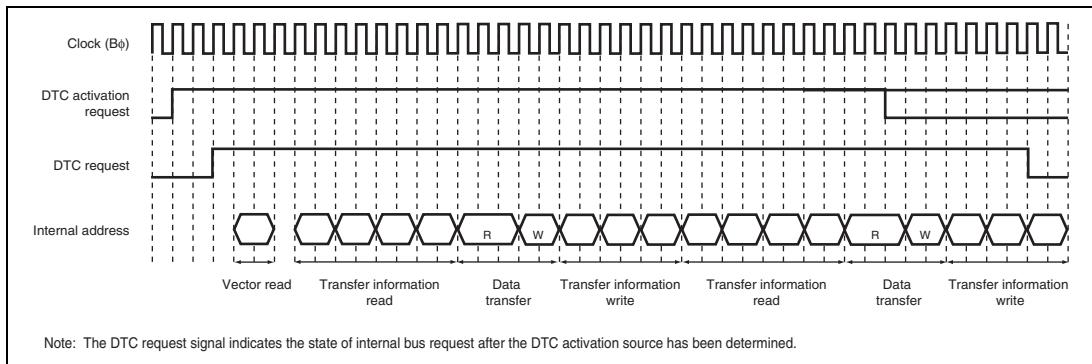 Clock (Bϕ)
DTC activation
request
DTC request
Internal address
R
W
R
W
Vector read
Transfer information
read
Data
transfer
Transfer information
write
Transfer information
read
Data
transfer
Transfer information
write
Note: The DTC request signal indicates the state of internal bus request after the DTC activation source has been determined.